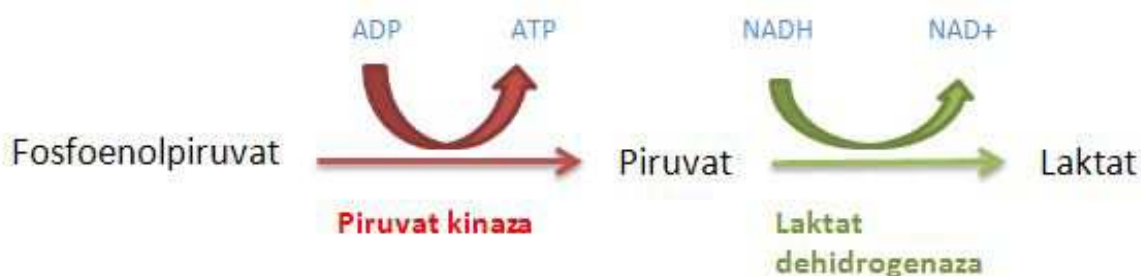 ADP ATP NADH NAD+
Fosfoenolpiruvat Piruvat Laktat
Piruvat kinaza Laktat
dehidrogenaza